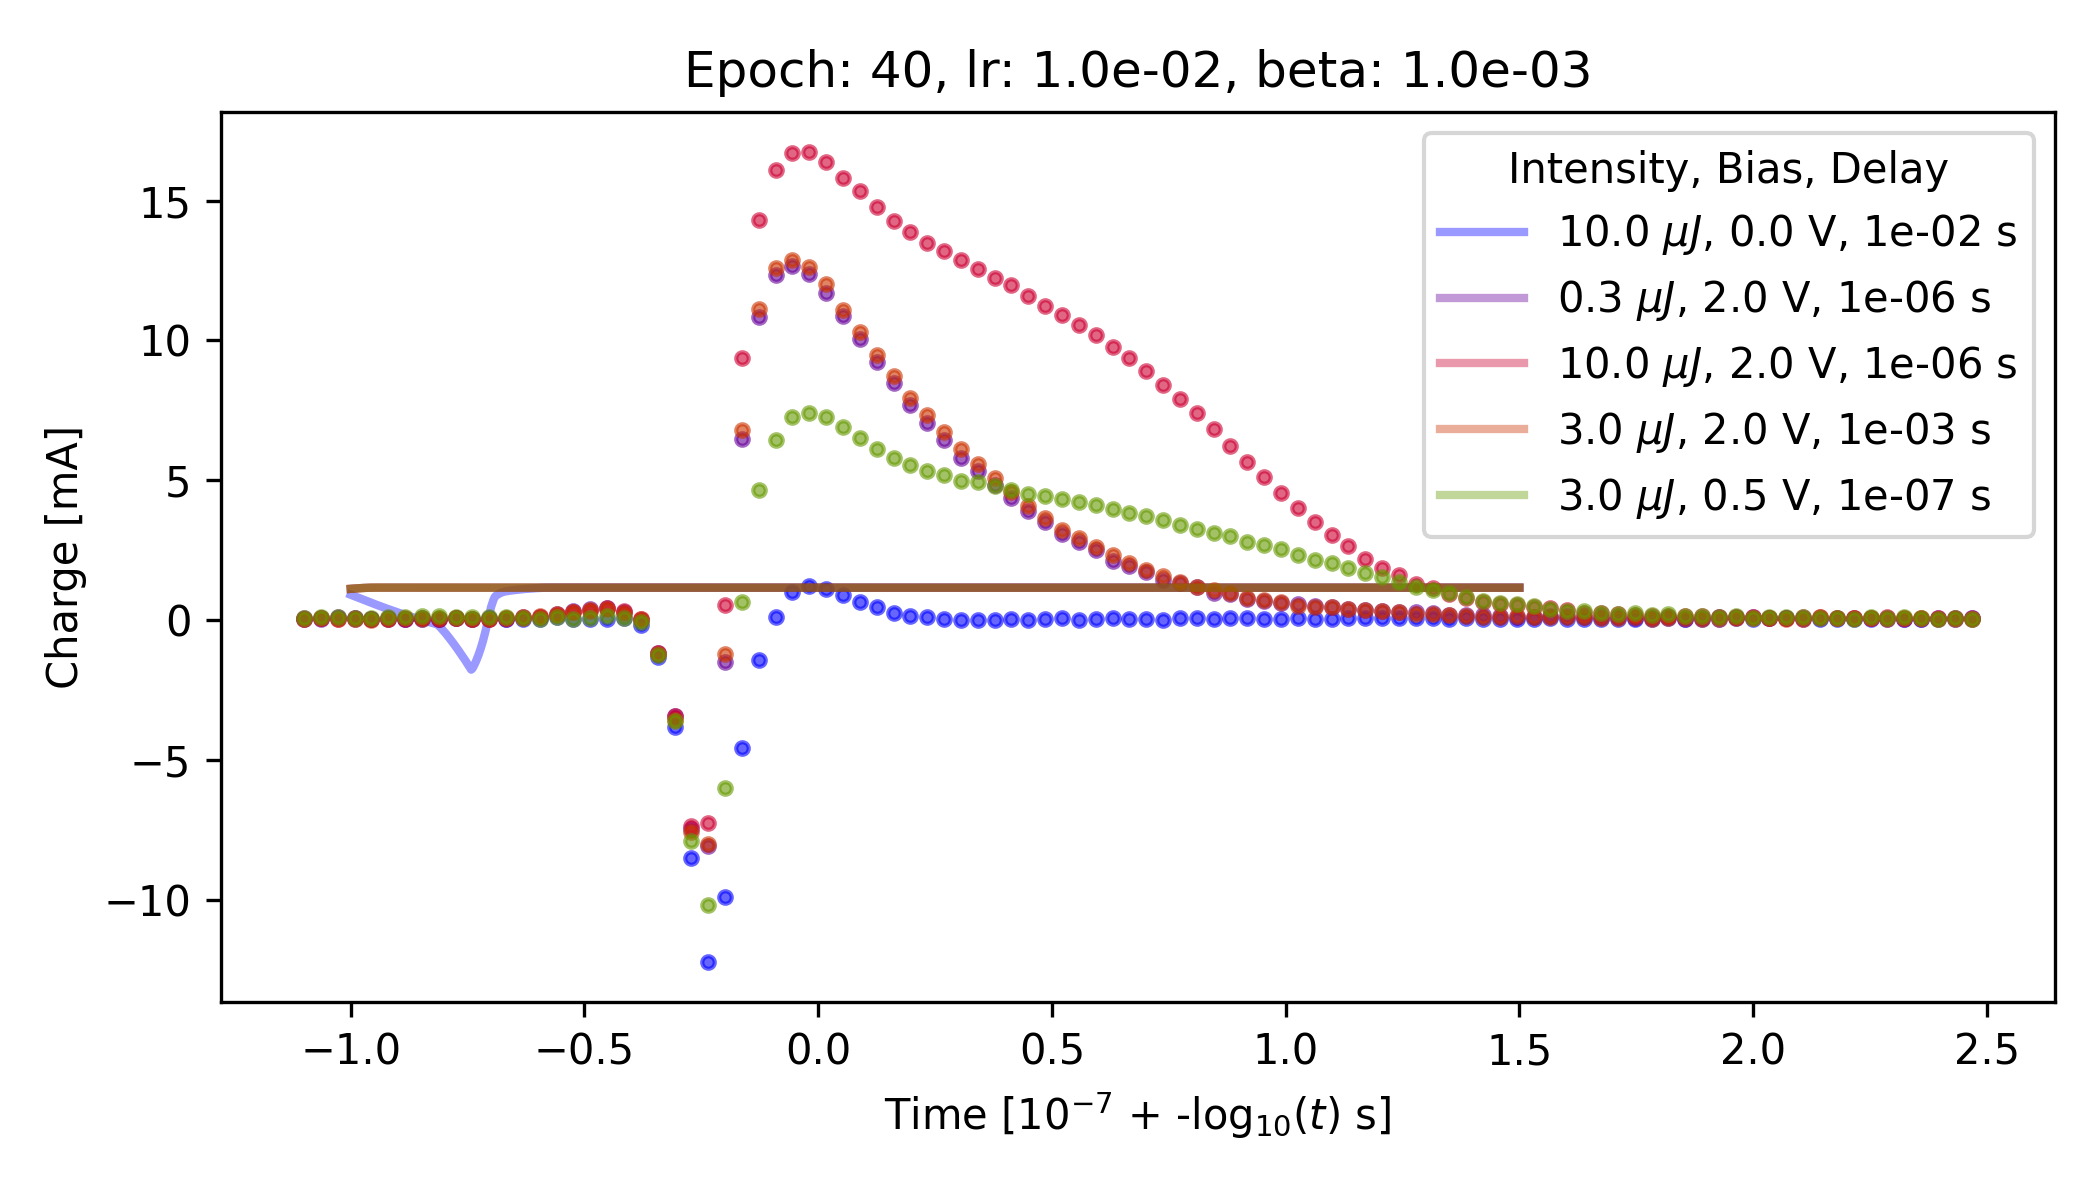 Epoch: 40, lr: 1.0e-02, beta: 1.0e-03
Intensity, Bias, Delay
10.0 μJ, 0.0 V, 1e-02 s
0.3 μJ, 2.0 V, 1e-06 s
10.0 μJ, 2.0 V, 1e-06 s
3.0 μJ, 2.0 V, 1e-03 s
3.0 μJ, 0.5 V, 1e-07 s
Charge [mA]
15
10
5
0
−5
−10
−1.0 −0.5 0.0 0.5 1.0 1.5 2.0 2.5
Time [10⁻⁷ + -log₁₀(t) s]